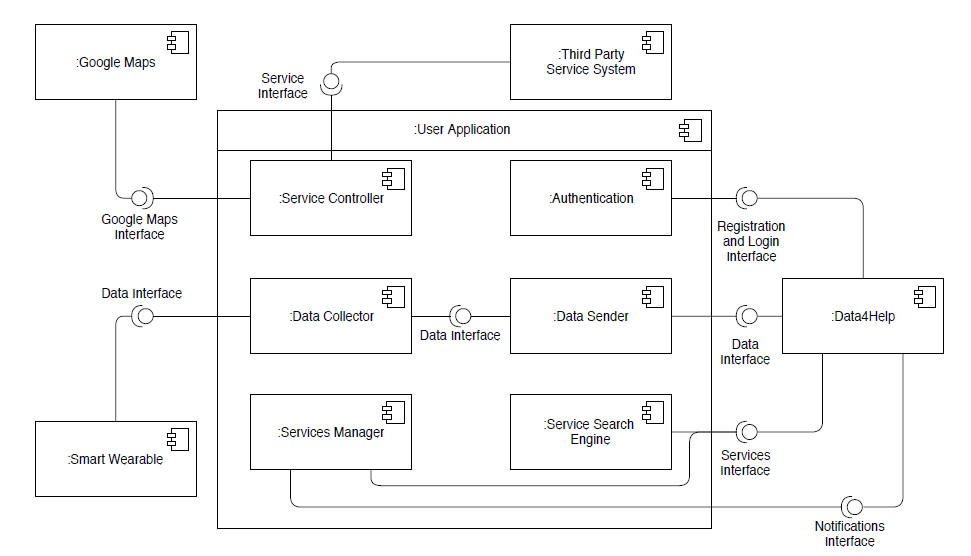 :Google Maps
:Third Party
Service System
Service
Interface
:User Application
:Service Controller
:Authentication
Google Maps
Interface
Registration
and Login
Interface
Data Interface
:Data Collector
Data Interface
:Data Sender
Data
Interface
:Data4Help
:Services Manager
:Service Search
Engine
Services
Interface
:Smart Wearable
Notifications
Interface